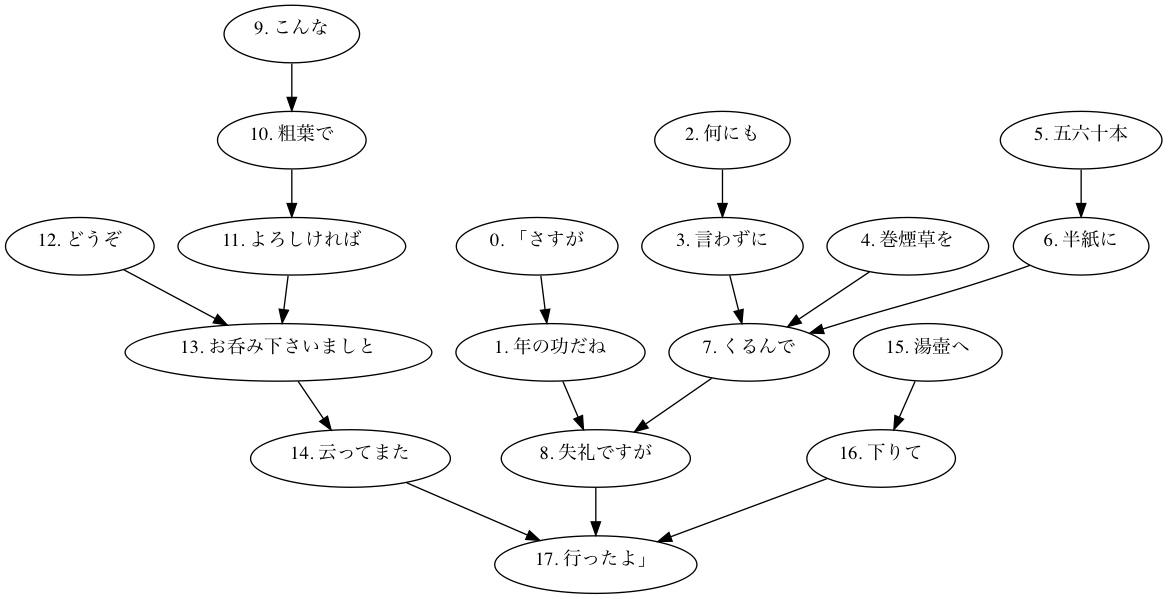 9. こんな
10. 粗葉で
2. 何にも
5. 五六十本
12. どうぞ
11. よろしければ
0. 「さすが
3. 言わずに
4. 巻煙草を
6. 半紙に
13. お呑み下さいましと
1. 年の功だね
7. くるんで
15. 湯壺へ
14. 云ってまた
8. 失礼ですが
16. 下りて
17. 行ったよ」